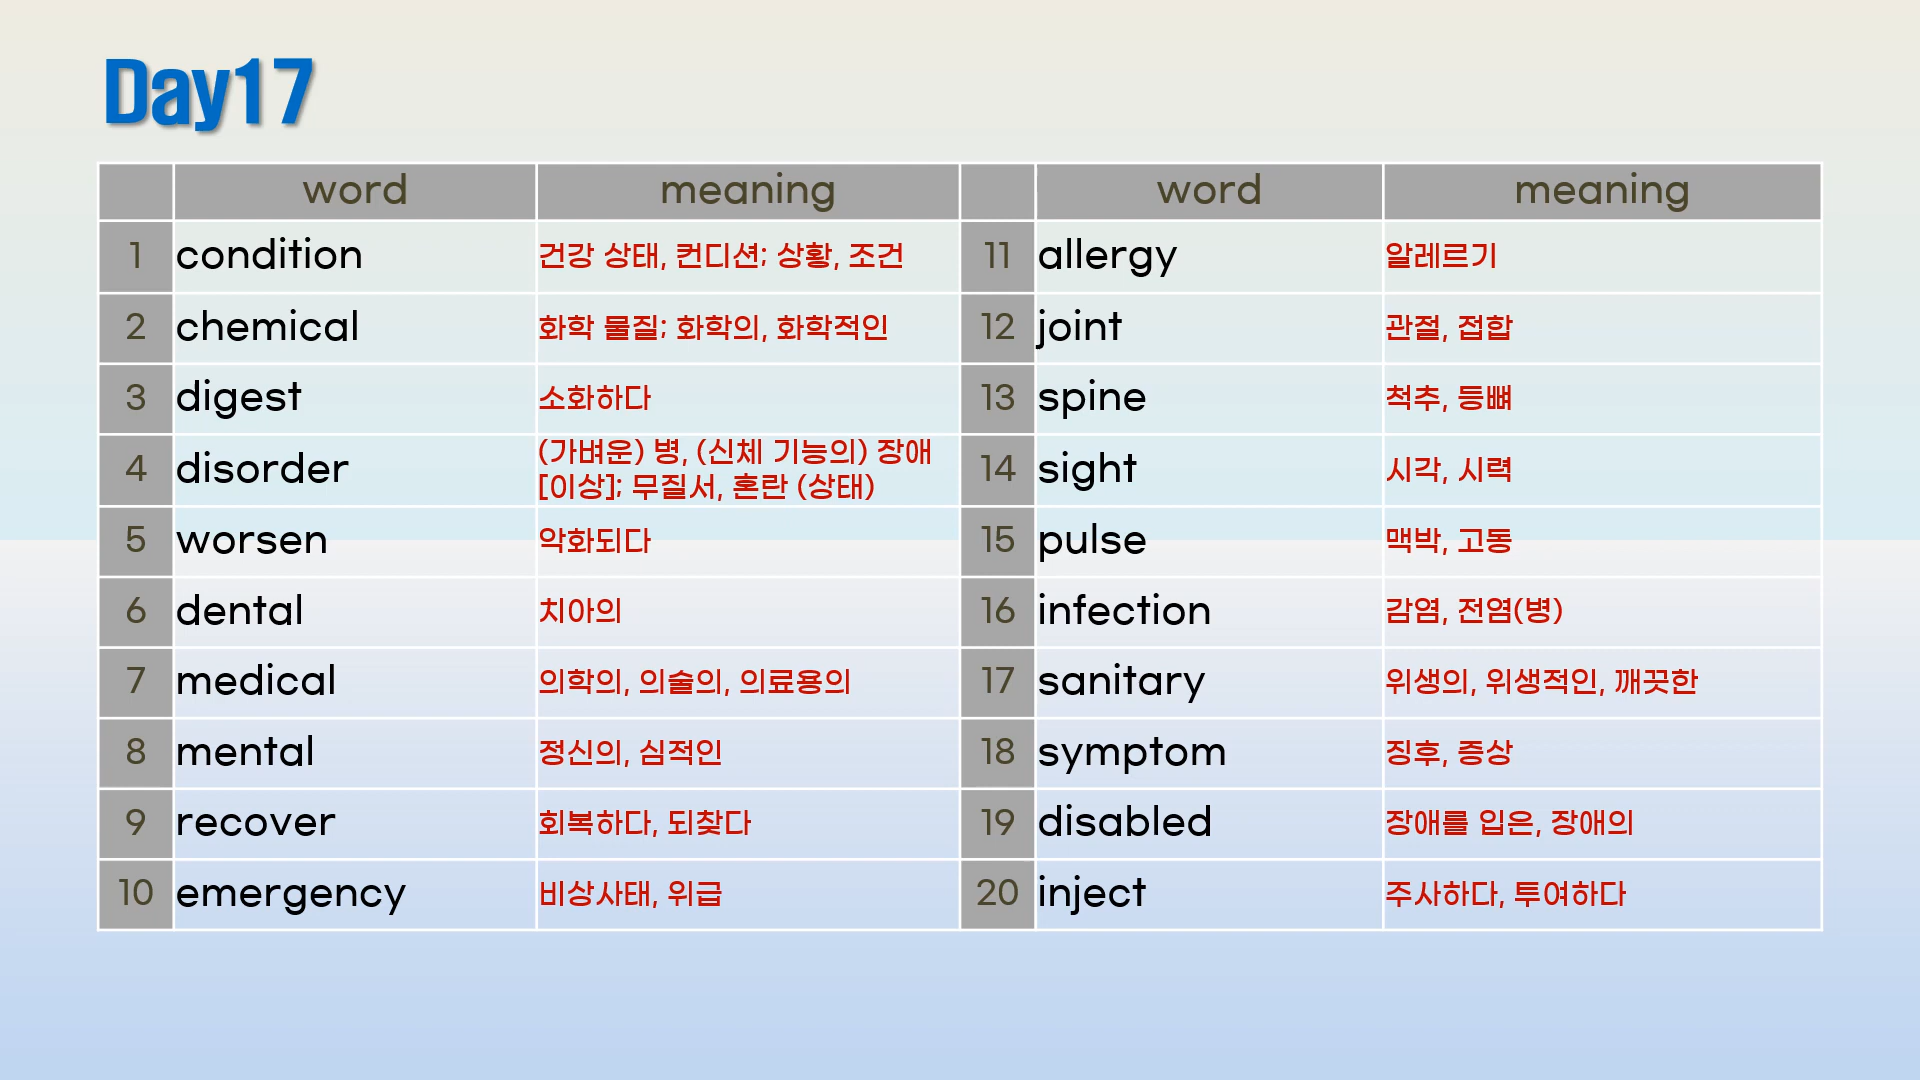 Day17
word meaning word meaning
1 condition 건강 상태, 컨디션; 상황, 조건 11 allergy 알레르기
2 chemical 화학 물질; 화학의, 화학적인 12 joint 관절, 접합
3 digest 소화하다 13 spine 척추, 등뼈
4 disorder (가벼운) 병, (신체 기능의) 장애
[이상]; 무질서, 혼란 (상태) 14 sight 시각, 시력
5 worsen 악화되다 15 pulse 맥박, 고동
6 dental 치아의 16 infection 감염, 전염(병)
7 medical 의학의, 의술의, 의료용의 17 sanitary 위생의, 위생적인, 깨끗한
8 mental 정신의, 심적인 18 symptom 징후, 증상
9 recover 회복하다, 되찾다 19 disabled 장애를 입은, 장애의
10 emergency 비상사태, 위급 20 inject 주사하다, 투여하다